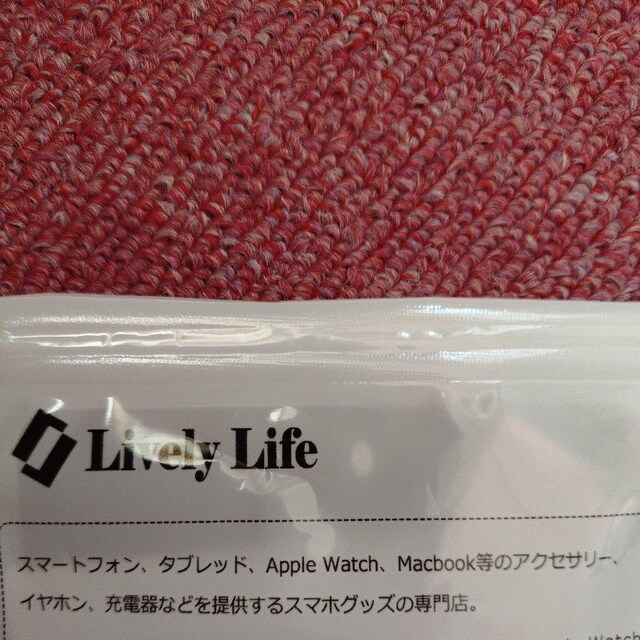 Lively Life
スマートフォン、タブレッド、Apple Watch、Macbook等のアクセサリー、
イヤホン、充電器などを提供するスマホグッズの専門店。
Watch